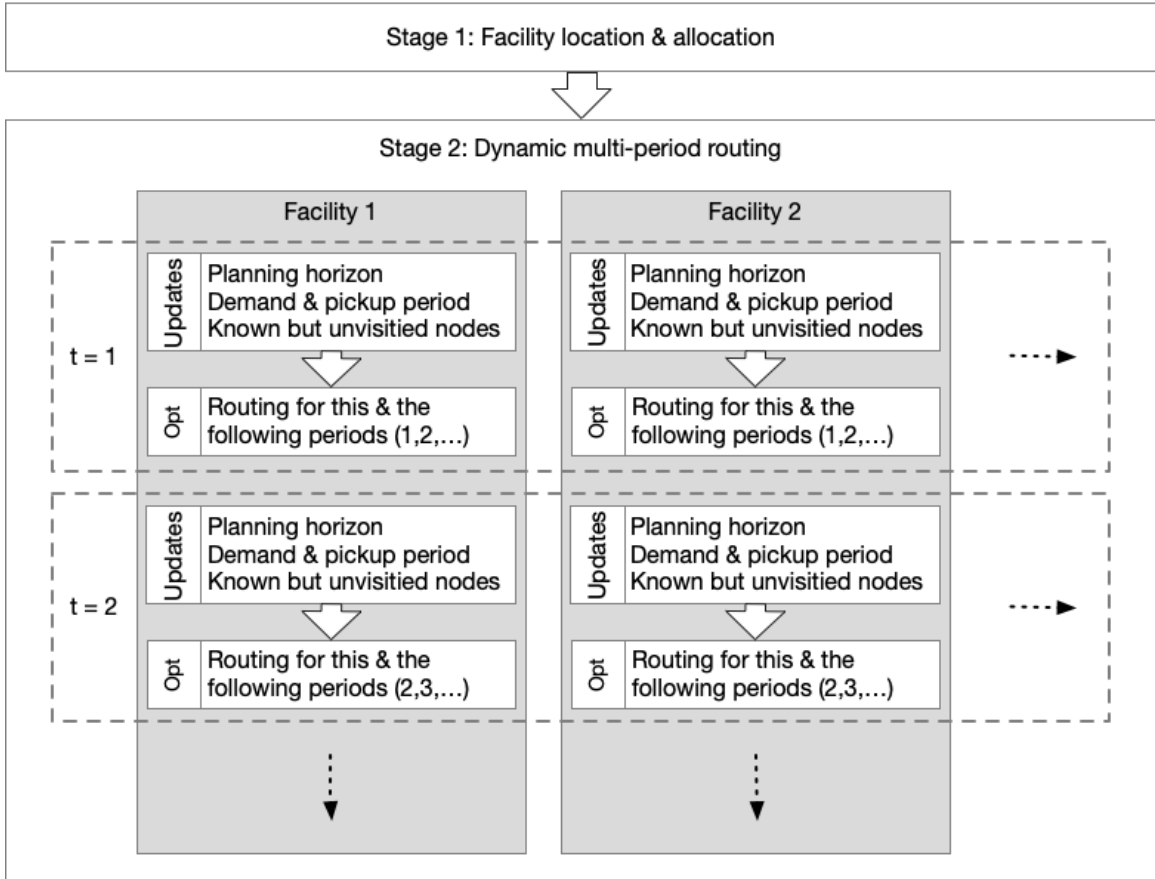 Stage 1: Facility location & allocation
Stage 2: Dynamic multi-period routing
Facility 1
Facility 2
t = 1
Updates
Planning horizon
Demand & pickup period
Known but unvisitied nodes
Opt
Routing for this & the
following periods (1,2,...)
Updates
Planning horizon
Demand & pickup period
Known but unvisitied nodes
Opt
Routing for this & the
following periods (1,2,...)
t = 2
Updates
Planning horizon
Demand & pickup period
Known but unvisitied nodes
Opt
Routing for this & the
following periods (2,3,...)
Updates
Planning horizon
Demand & pickup period
Known but unvisitied nodes
Opt
Routing for this & the
following periods (2,3,...)